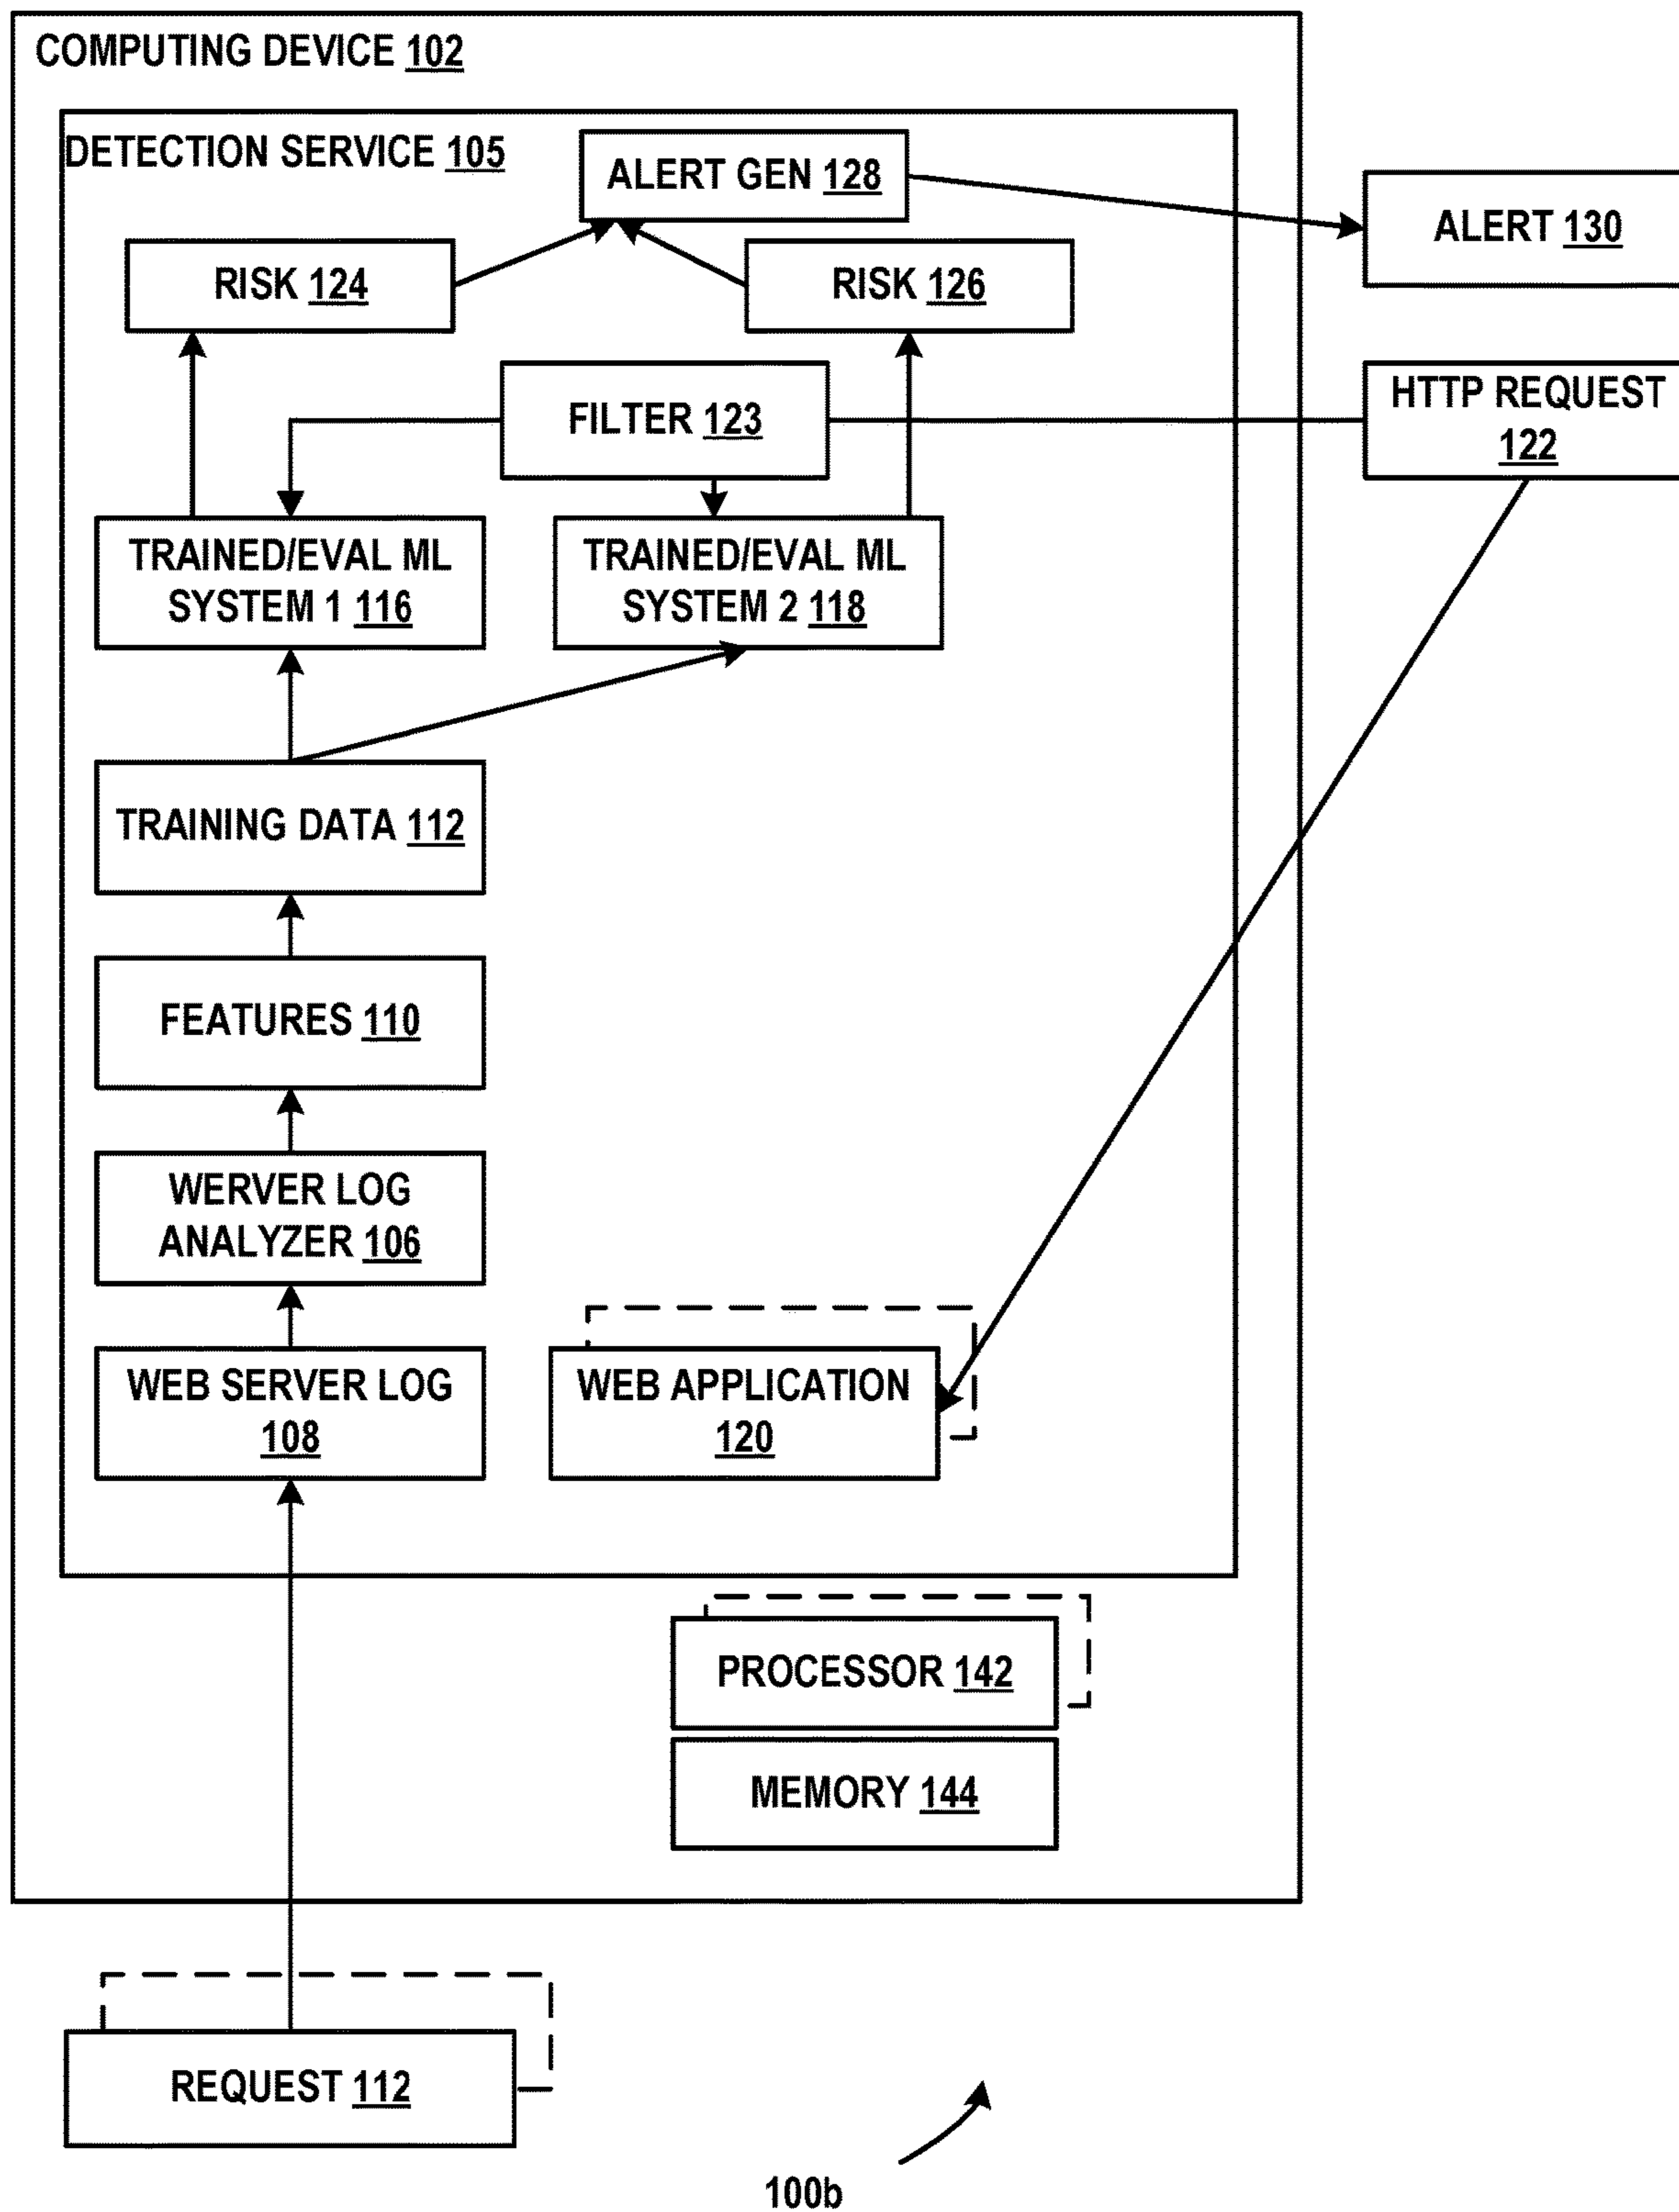 COMPUTING DEVICE 102
DETECTION SERVICE 105
ALERT GEN 128
ALERT 130
RISK 124
RISK 126
HTTP REQUEST
122
FILTER 123
TRAINED/EVAL ML
SYSTEM 1 116
TRAINED/EVAL ML
SYSTEM 2 118
TRAINING DATA 112
FEATURES 110
WERVER LOG
ANALYZER 106
WEB SERVER LOG
108
WEB APPLICATION
120
PROCESSOR 142
MEMORY 144
REQUEST 112
100b